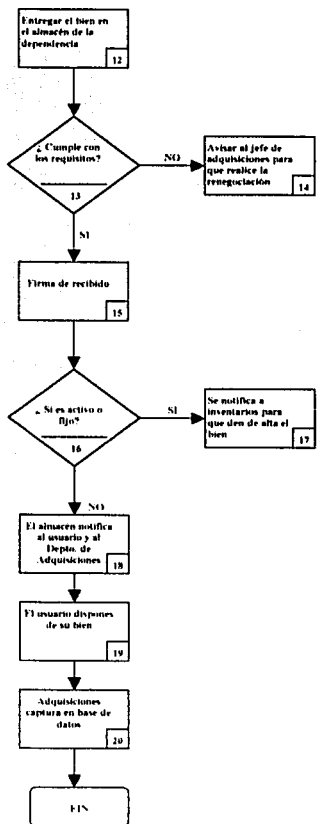 Entregar el bien en
el almacén de la
dependencia
12
¿ Cumple con
los requisitos?
13
NO
Avisar al jefe de
adquisiciones para
que realice la
renegociación
14
SI
Firma de recibido
15
¿ Si es activo o
fijo?
16
SI
Se notifica a
inventarios para
que den de alta el
bien
17
NO
El almacén notifica
al usuario y al
Depto. de
Adquisiciones
18
El usuario dispones
de su bien
19
Adquisiciones
captura en base de
datos
20
FIN